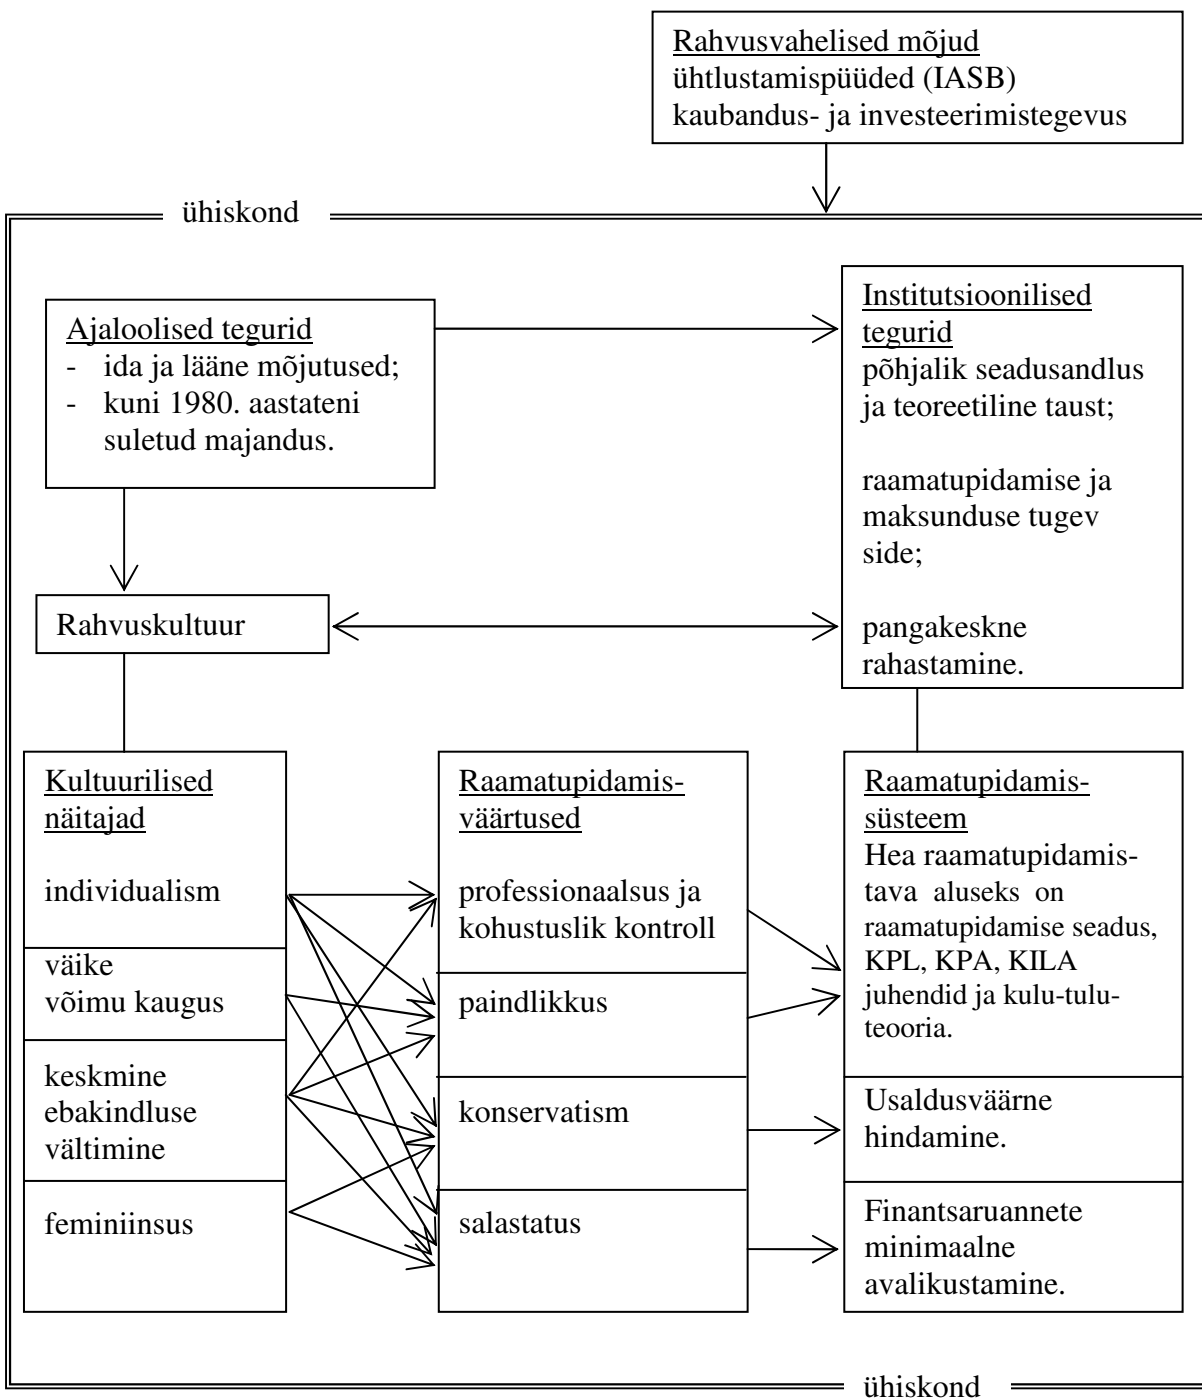 Rahvusvahelised mõjud
ühtlustamispüüded (IASB)
kaubandus- ja investeerimistegevus
ühiskond
Ajaloolised tegurid
- ida ja lääne mõjutused;
- kuni 1980. aastateni
suletud majandus.
Institutsioonilised
tegurid
põhjalik seadusandlus
ja teoreetiline taust;
raamatupidamise ja
maksunduse tugev
side;
pangakeskne
rahastamine.
Rahvuskultuur
Kultuurilised
näitajad
individualism
väike
võimu kaugus
keskmine
ebakindluse
vältimine
feminiinsus
Raamatupidamis-
väärtused
professionaalsus ja
kohustuslik kontroll
paindlikkus
konservatism
salastatus
Raamatupidamis-
süsteem
Hea raamatupidamis-
tava aluseks on
raamatupidamise seadus,
KPL, KPA, KILA
juhendid ja kulu-tulu-
teooria.
Usaldusväärne
hindamine.
Finantsaruannete
minimaalne
avalikustamine.
ühiskond